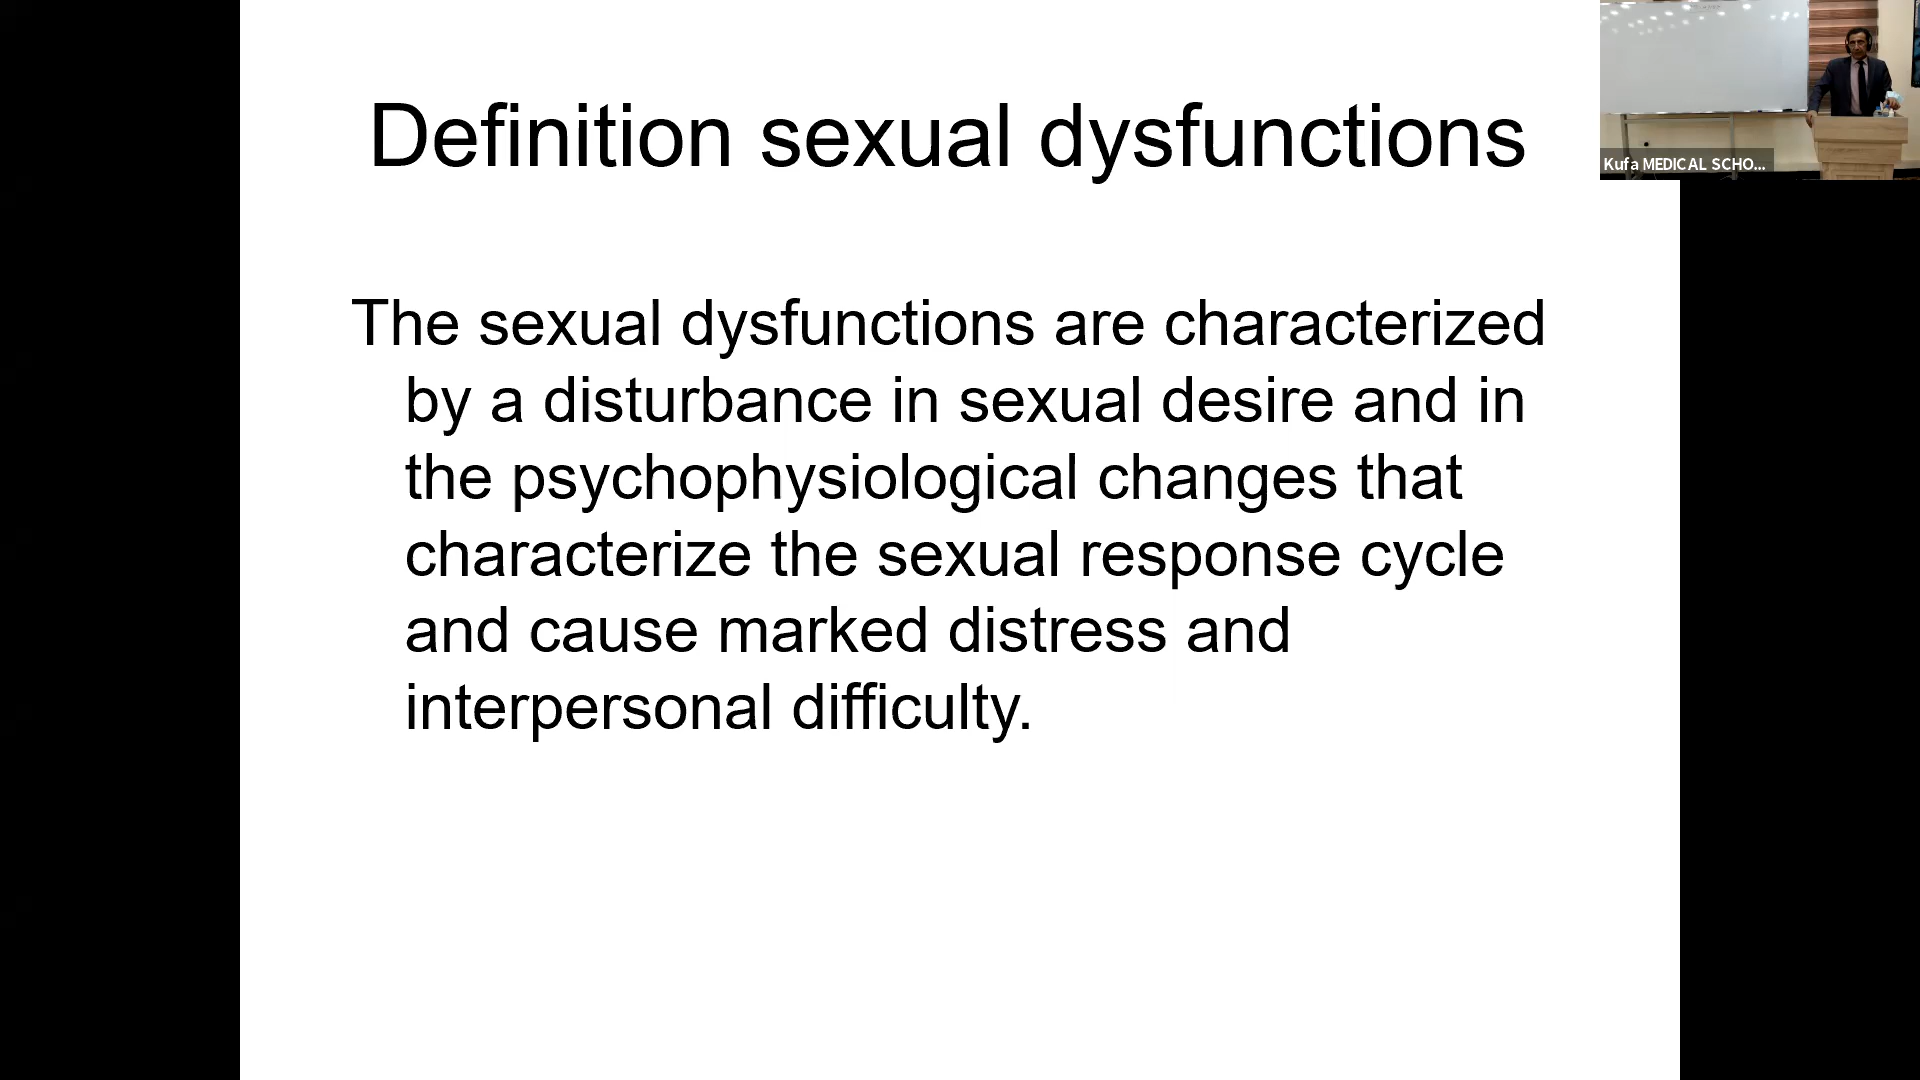 Definition sexual dysfunctions
The sexual dysfunctions are characterized
by a disturbance in sexual desire and in
the psychophysiological changes that
characterize the sexual response cycle
and cause marked distress and
interpersonal difficulty.
Kufa MEDICAL SCHO...